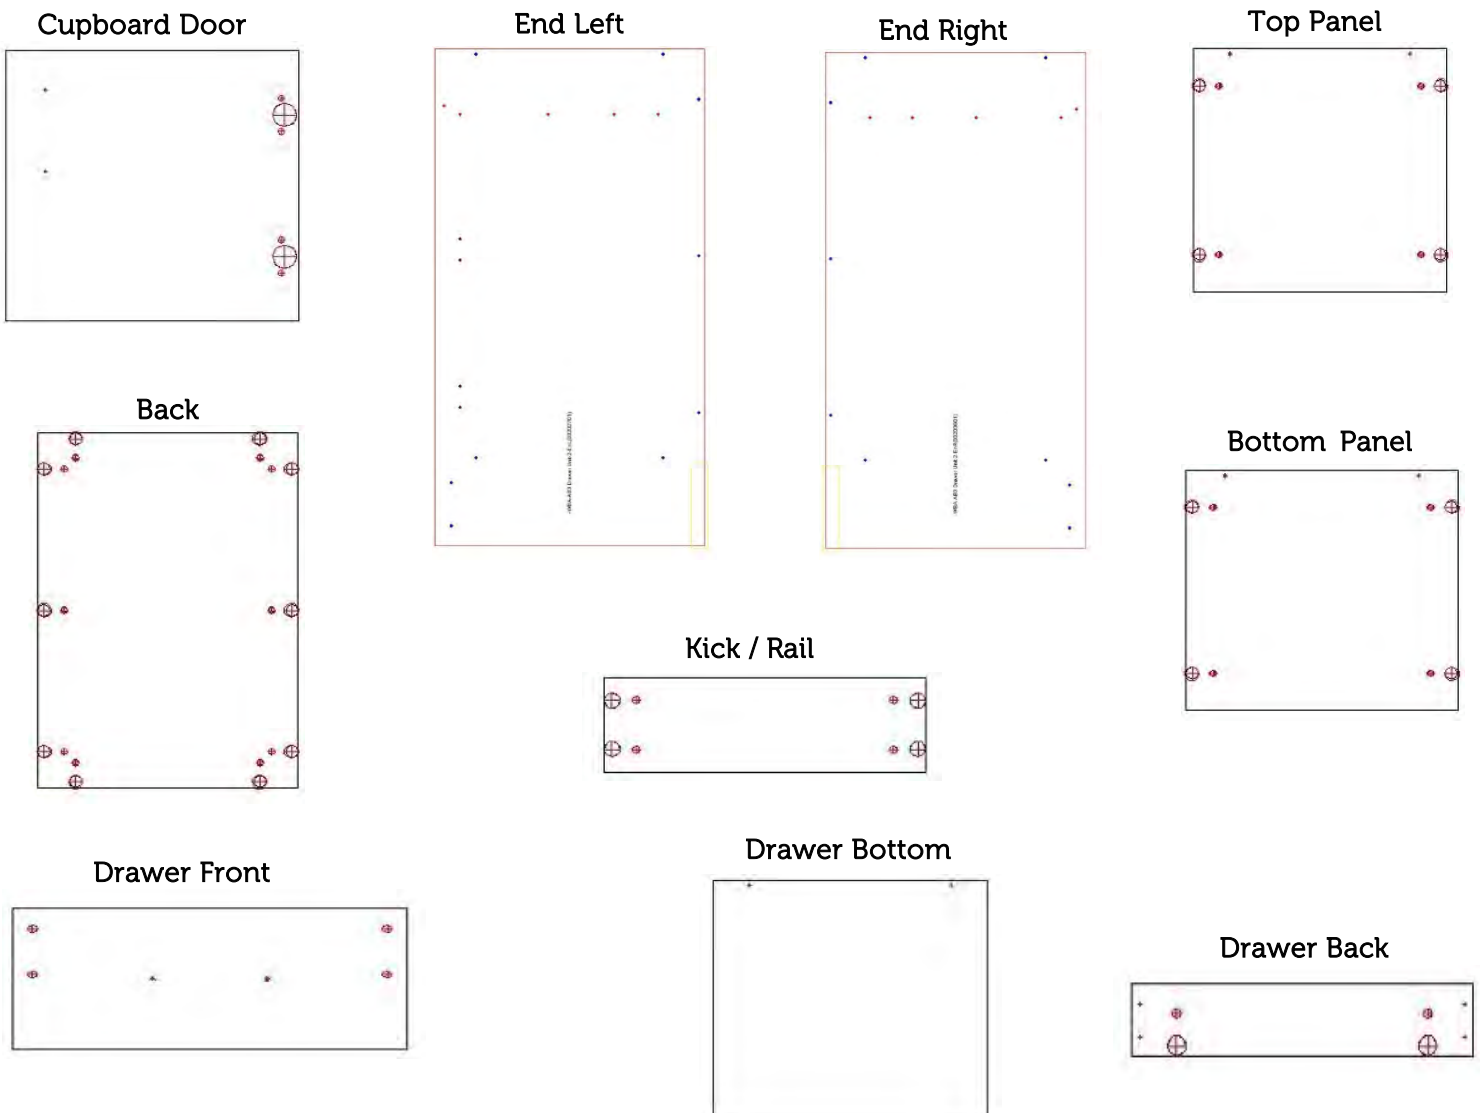 Cupboard Door
End Left
End Right
Top Panel
Back
Bottom Panel
Kick / Rail
Drawer Front
Drawer Bottom
Drawer Back